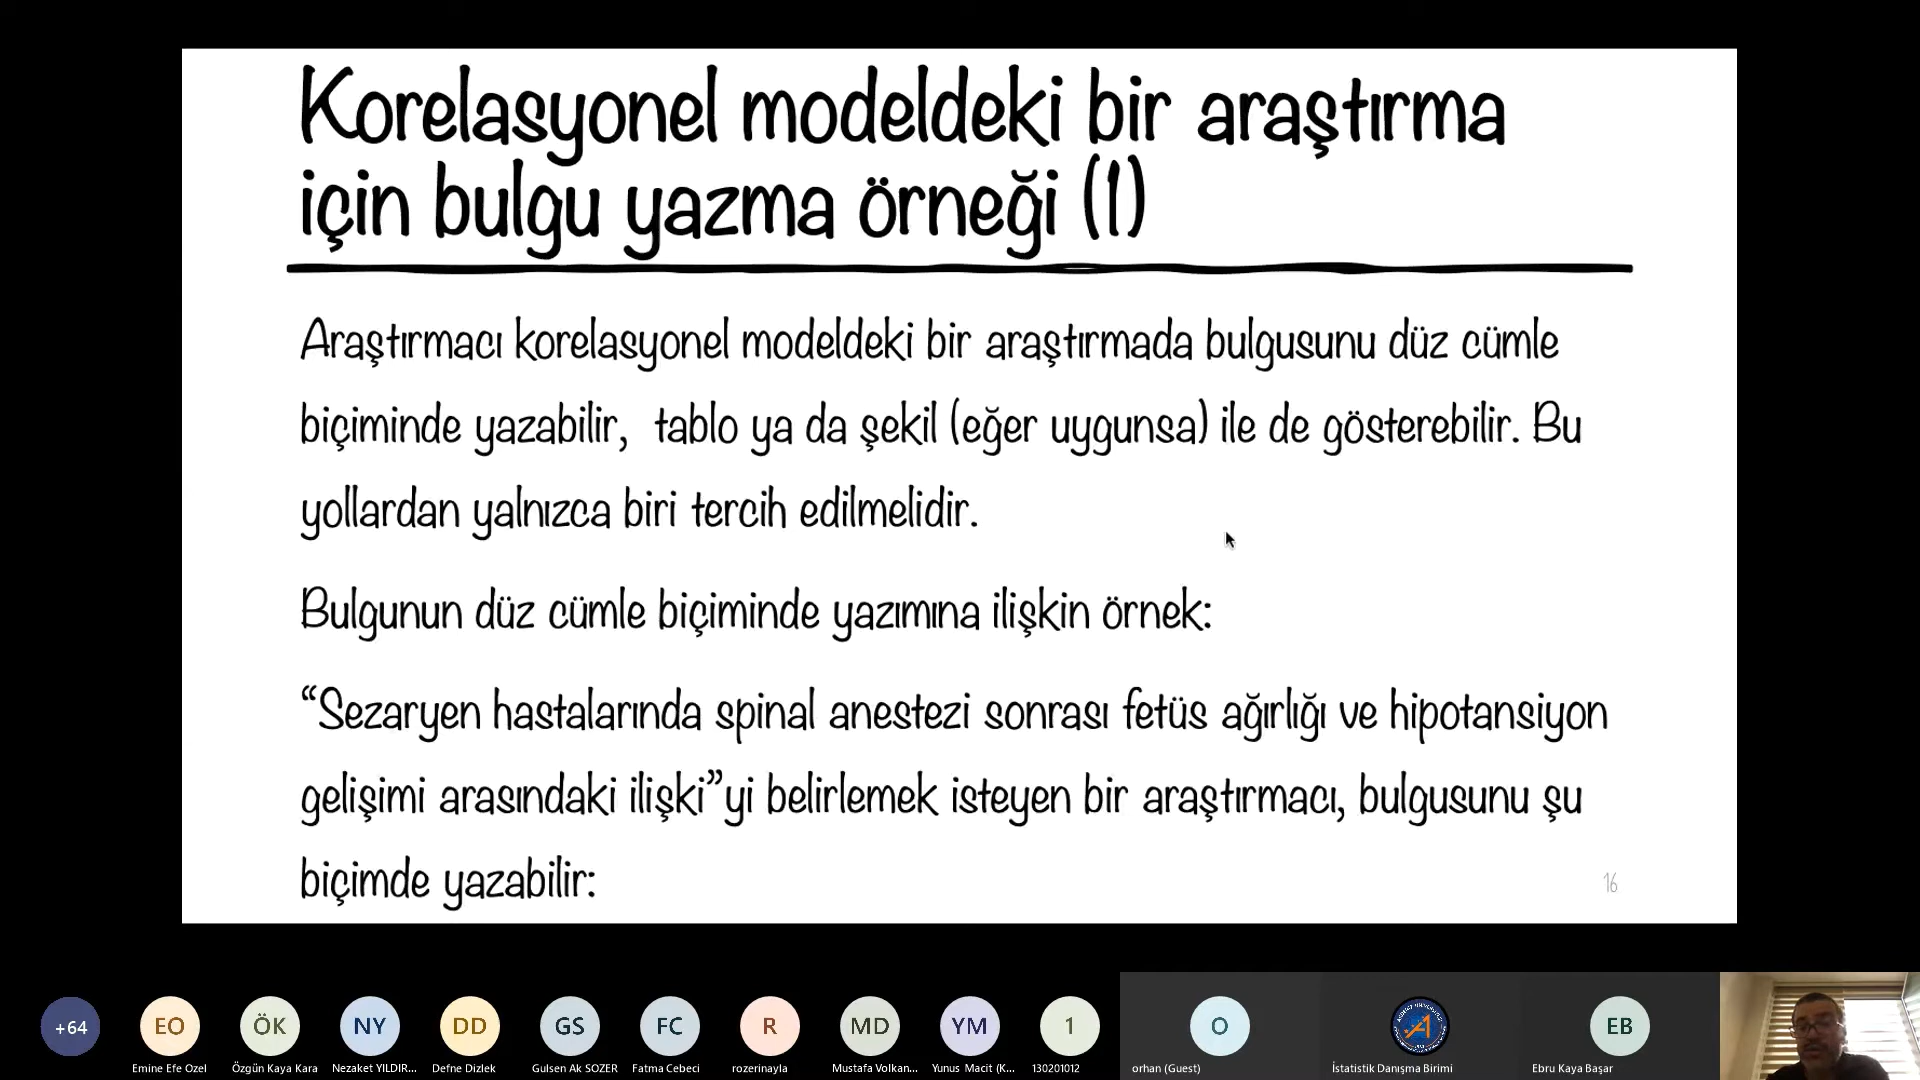 Korelasyonel modeldeki bir araştırma
için bulgu yazma örneği (1)
Araştırmacı korelasyonel modeldeki bir araştırmada bulgusunu düz cümle
biçiminde yazabilir, tablo ya da şekil (eğer uygunsa) ile de gösterebilir. Bu
yollardan yalnızca biri tercih edilmelidir.
Bulgunun düz cümle biçiminde yazımına ilişkin örnek:
“Sezaryen hastalarında spinal anestezi sonrası fetüs ağırlığı ve hipotansiyon
gelişimi arasındaki ilişki”yi belirlemek isteyen bir araştırmacı, bulgusunu şu
biçimde yazabilir:
16
+64 EO ÖK NY DD GS FC R MD YM 1 O EB
Emine Efe Ozel Özgün Kaya Kara Nezaket YILDIR... Defne Dizlek Gulsen Ak SOZER Fatma Cebeci rozerinayla Mustafa Volkan... Yunus Macit (K... 130201012 orhan (Guest) İstatistik Danışma Birimi Ebru Kaya Başar